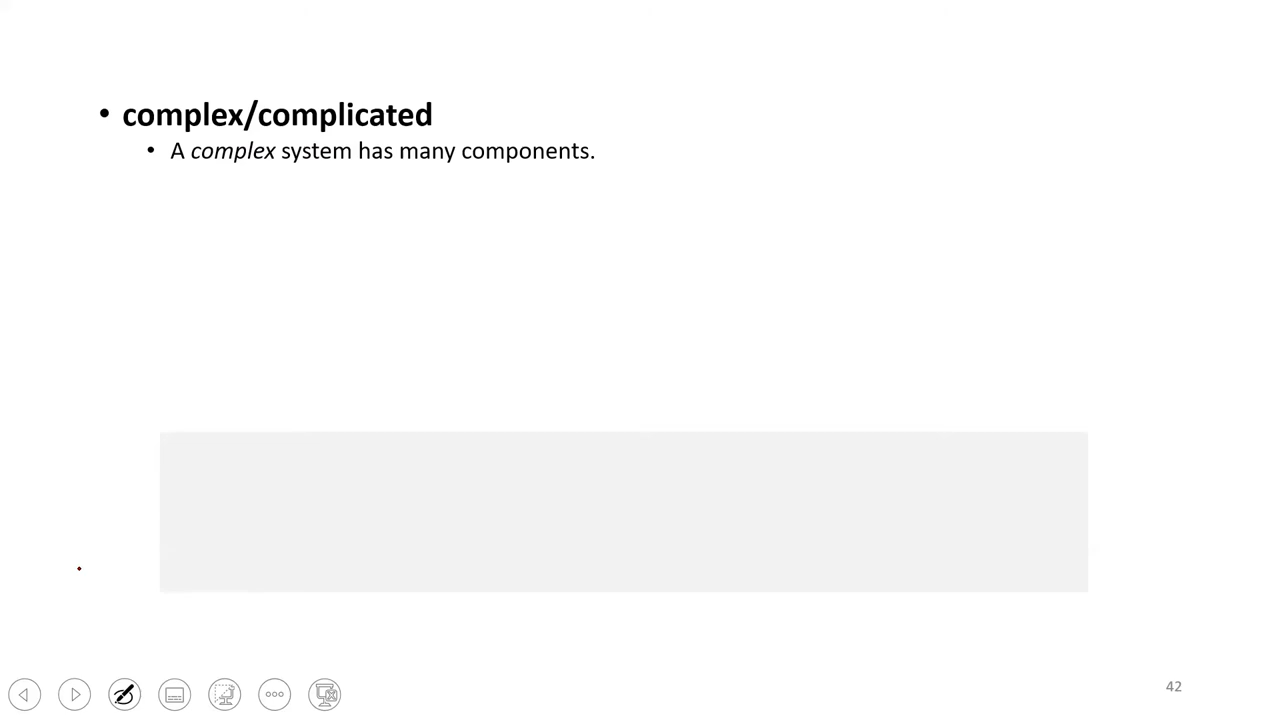 • complex/complicated
• A complex system has many components.
42